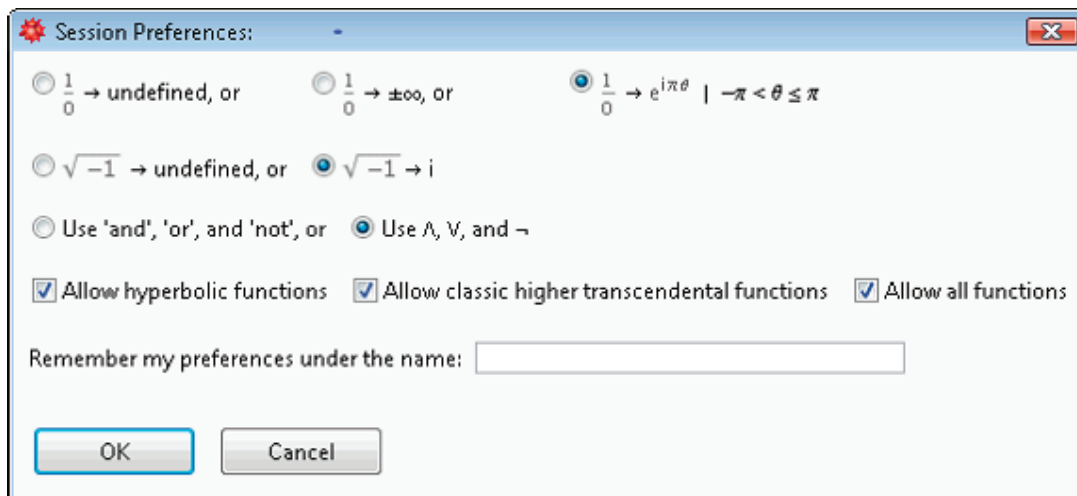 Session Preferences:
1/0 → undefined, or 1/0 → ±∞, or 1/0 → e^{iπθ} | −π < θ ≤ π
√−1 → undefined, or √−1 → i
Use 'and', 'or', and 'not', or Use ∧, ∨, and ¬
Allow hyperbolic functions Allow classic higher transcendental functions Allow all functions
Remember my preferences under the name:
OK Cancel